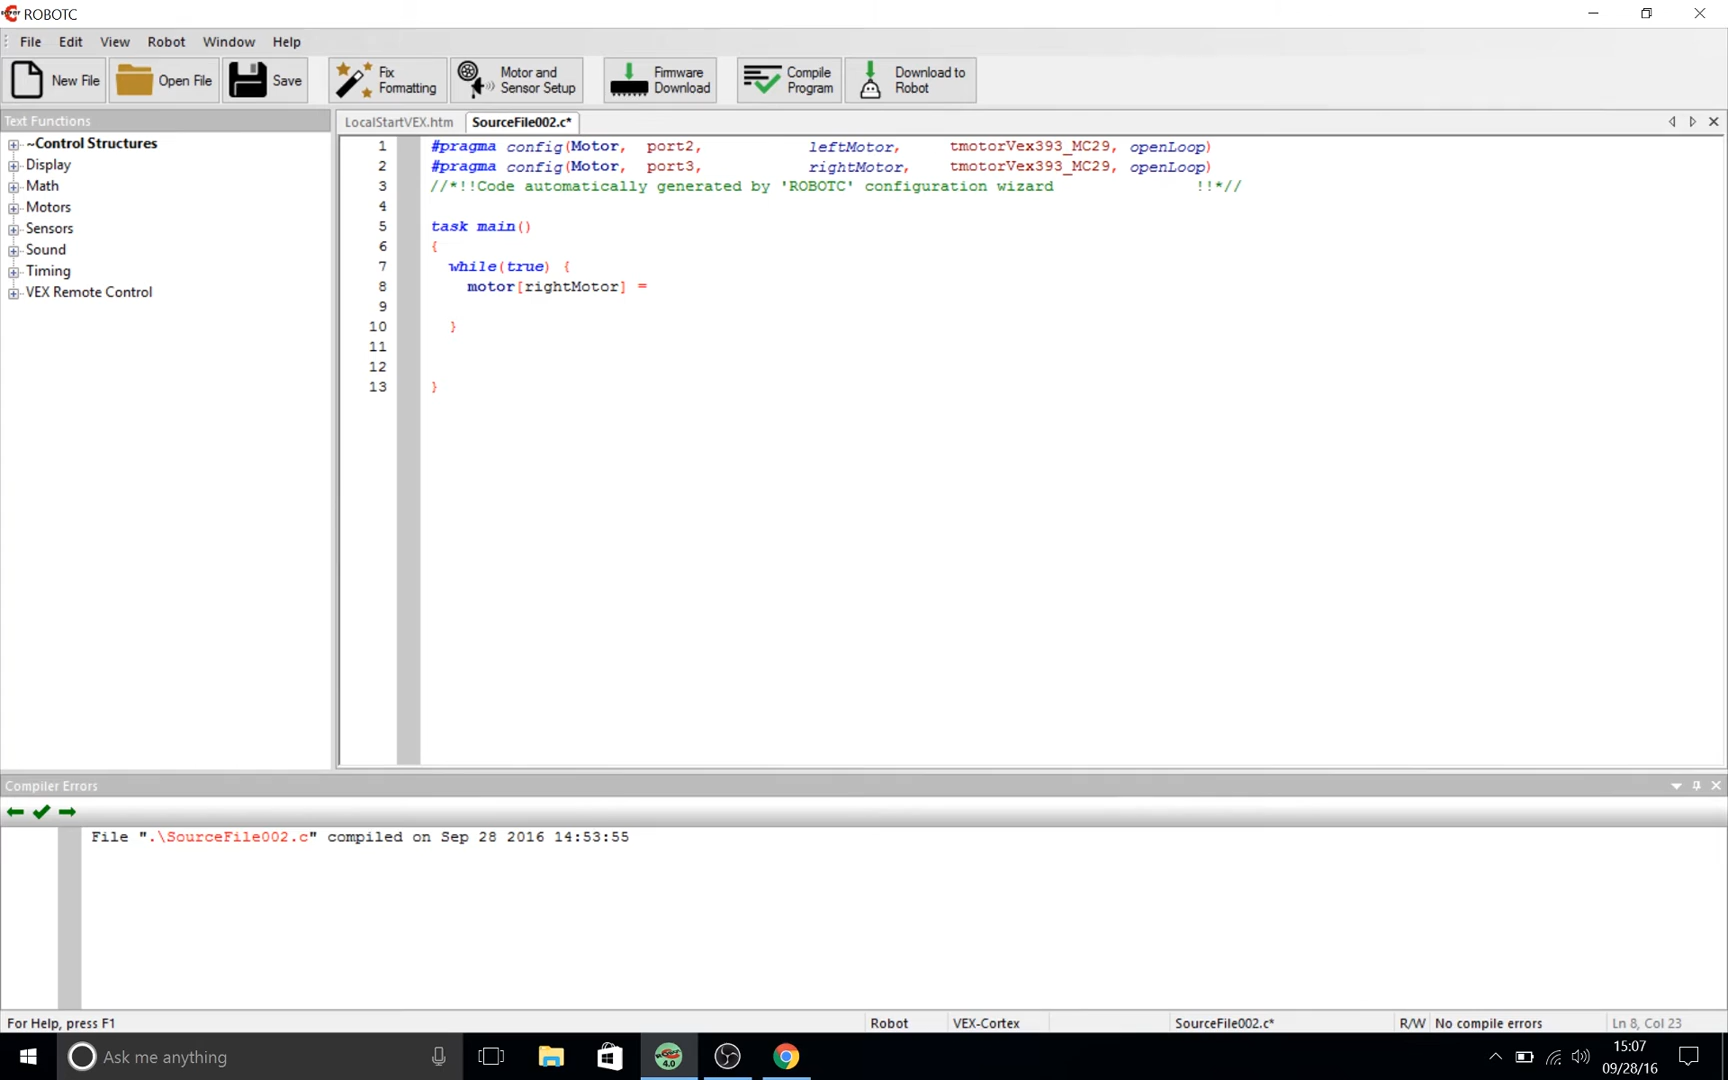 ROBOTC
File Edit View Robot Window Help
New File Open File Save Fix Formatting Motor and Sensor Setup Firmware Download Compile Program Download to Robot
Text Functions
~Control Structures
Display
Math
Motors
Sensors
Sound
Timing
VEX Remote Control
LocalStartVEX.htm SourceFile002.c*
1 #pragma config(Motor, port2, leftMotor, tmotorVex393_MC29, openLoop)
2 #pragma config(Motor, port3, rightMotor, tmotorVex393_MC29, openLoop)
3 //*!!Code automatically generated by 'ROBOTC' configuration wizard !!*//
4
5 task main()
6 {
7 while(true) {
8 motor[rightMotor] =
9
10 }
11
12
13 }
Compiler Errors
File ".\SourceFile002.c" compiled on Sep 28 2016 14:53:55
For Help, press F1 Robot VEX-Cortex SourceFile002.c* R/W No compile errors Ln 8, Col 23
Ask me anything 4.0 15:07
09/28/16